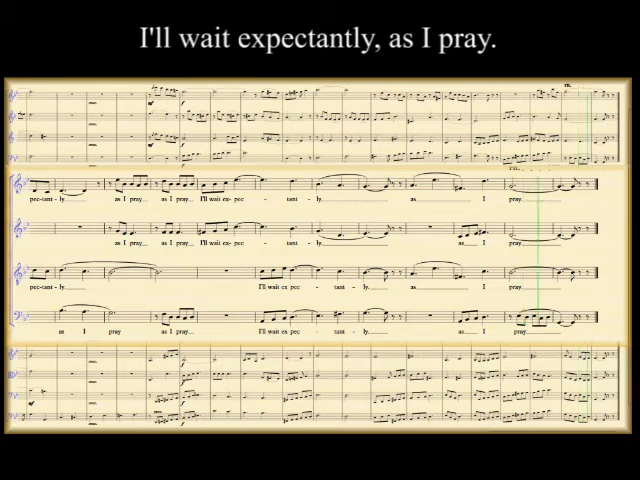 I'll wait expectantly, as I pray.
pec-tant - ly. as I pray as I pray I'll wait ex - pec - tant - ly. as I pray.
as I pray as I pray I'll wait ex - pec - tant - ly. as I pray.
pec-tant - ly. I'll wait ex pec - tant - ly. as I pray.
as I pray as I pray I'll wait ex pec - tant - ly. as I pray.